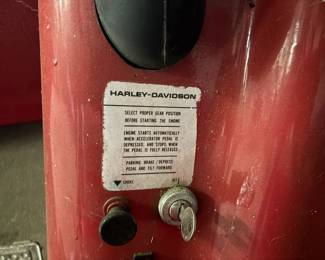 HARLEY-DAVIDSON
SELECT PROPER GEAR POSITION
BEFORE STARTING THE ENGINE
ENGINE STARTS AUTOMATICALLY
WHEN ACCELERATOR PEDAL IS
DEPRESSED, AND STOPS WHEN
THE PEDAL IS FULLY RELEASED
PARKING BRAKE / DEPRESS
PEDAL AND TILT FORWARD
CHOKE